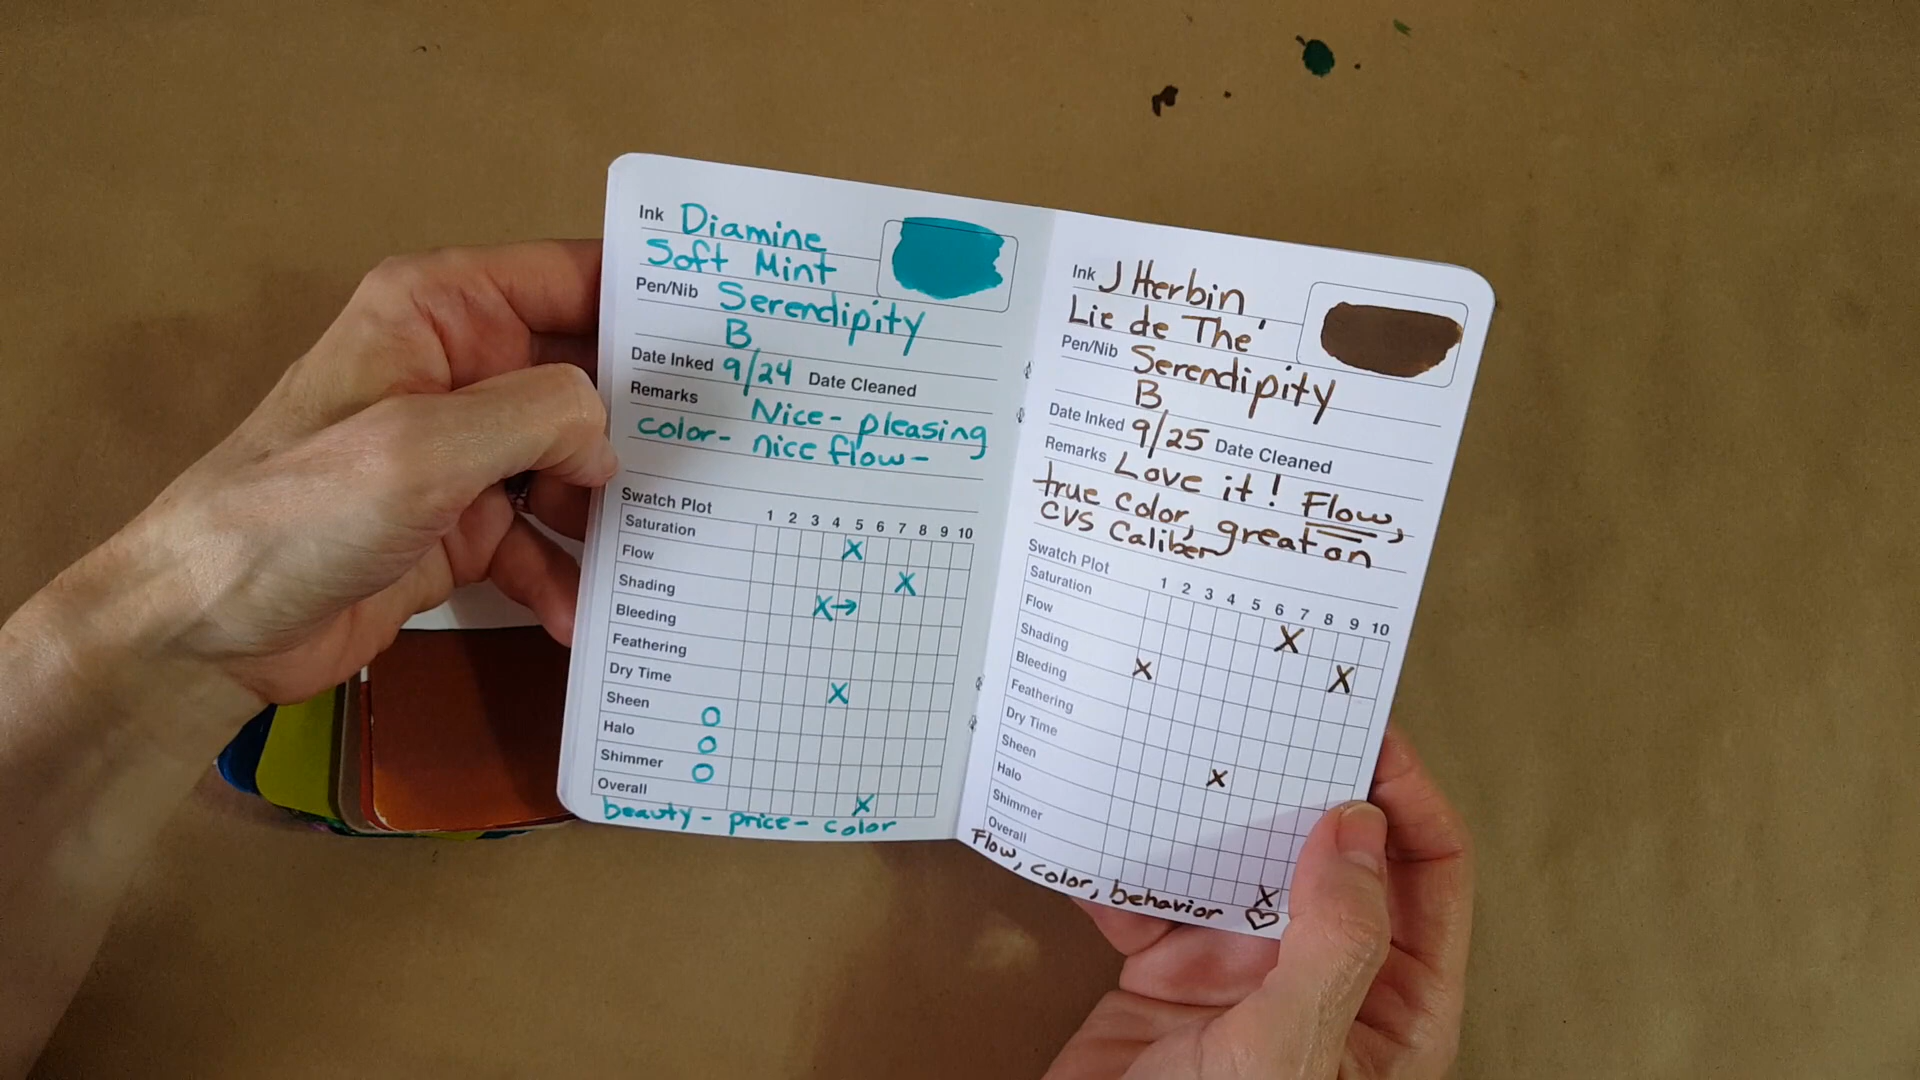 Ink Diamine
Soft Mint
Pen/Nib Serendipity
B
Date Inked 9/24 Date Cleaned
Remarks Nice - pleasing
color - nice flow -
Swatch Plot 1 2 3 4 5 6 7 8 9 10
Saturation X
Flow X
Shading X→
Bleeding
Feathering
Dry Time X
Sheen O
Halo O
Shimmer O
Overall X
beauty - price - color
Ink J Herbin
Lie de Thé
Pen/Nib Serendipity
B
Date Inked 9/25 Date Cleaned
Remarks Love it! Flow,
true color, great on
CVS Caliber
Swatch Plot 1 2 3 4 5 6 7 8 9 10
Saturation X
Flow X
Shading X
Bleeding
Feathering
Dry Time X
Sheen
Halo
Shimmer
Overall X
Flow, color, behavior ♡